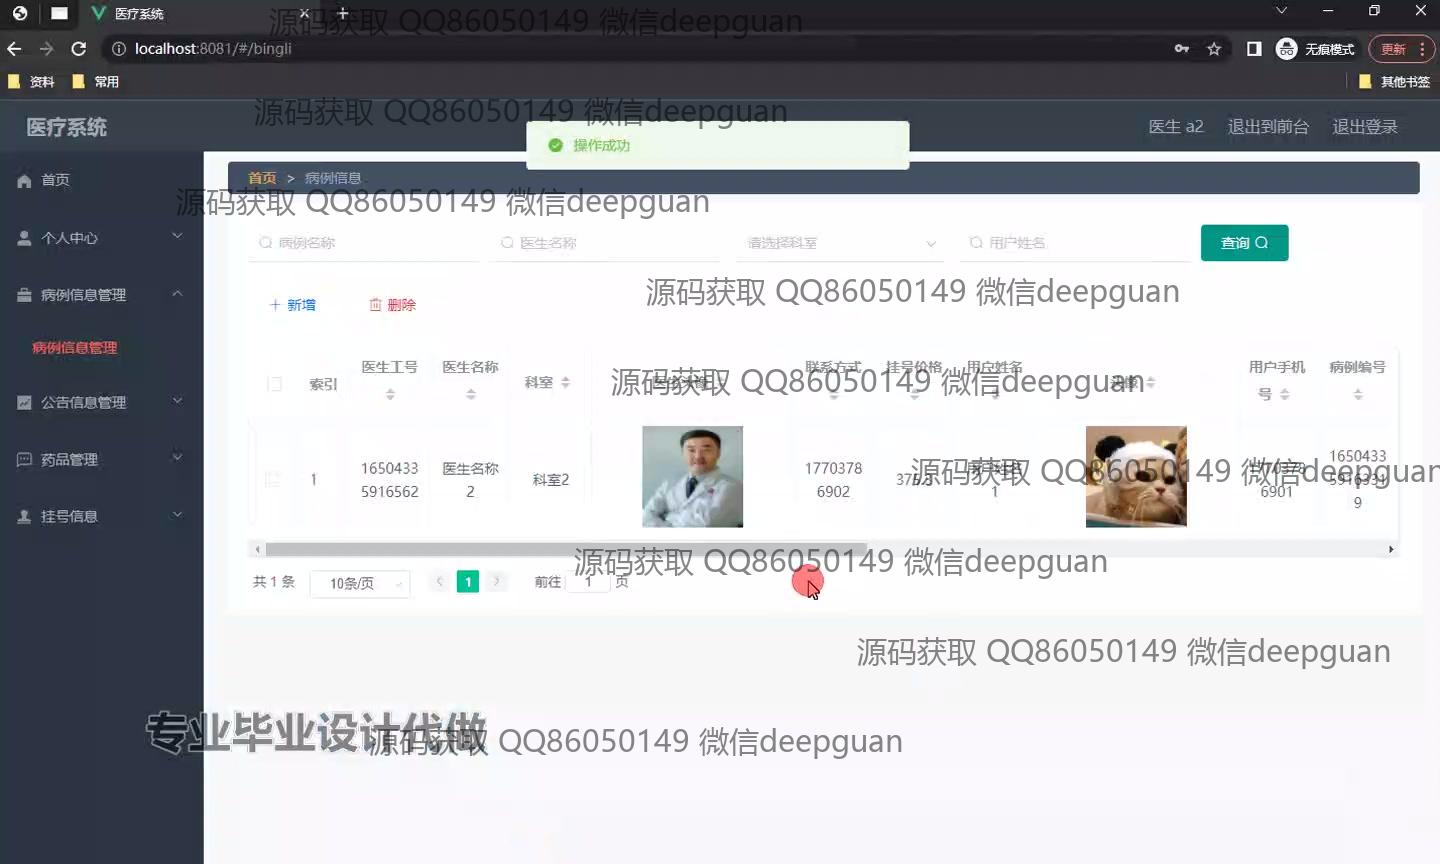 医疗系统
源码获取 QQ86050149 微信deepguan
localhost:8081/#/bingli
无痕模式
更新
资料
常用
其他书签
源码获取 QQ86050149 微信deepguan
医疗系统
医生 a2
退出到前台
退出登录
操作成功
首页
首页 > 病例信息
源码获取 QQ86050149 微信deepguan
个人中心
病例名称
医生名称
请选择科室
用户姓名
查询
病例信息管理
新增
删除
源码获取 QQ86050149 微信deepguan
病例信息管理
索引
医生工号
医生名称
科室
联系方式
挂号价格
用户姓名
用户手机号
病例编号
源码获取 QQ86050149 微信deepguan
公告信息管理
药品管理
挂号信息
1
1650433
5916562
医生名称
2
科室2
1770378
6902
源码获取 QQ86050149 微信deepguan
1
6901
1650433
9
共 1 条
10条/页
1
前往 1 页
源码获取 QQ86050149 微信deepguan
源码获取 QQ86050149 微信deepguan
专业毕业设计代做
源码获取 QQ86050149 微信deepguan